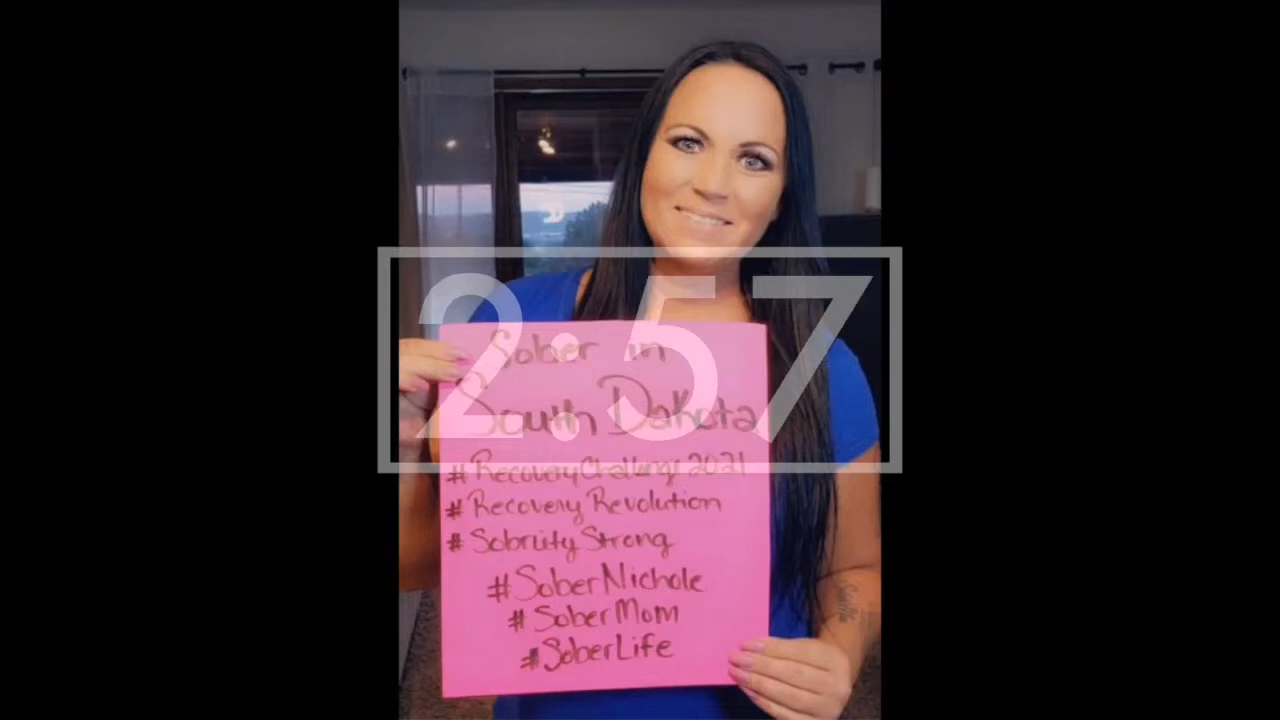 Sober in
2:57
South Dakota
#RecoveryChallenge2021
#RecoveryRevolution
#SobrietyStrong
#SoberNichole
#SoberMom
#SoberLife